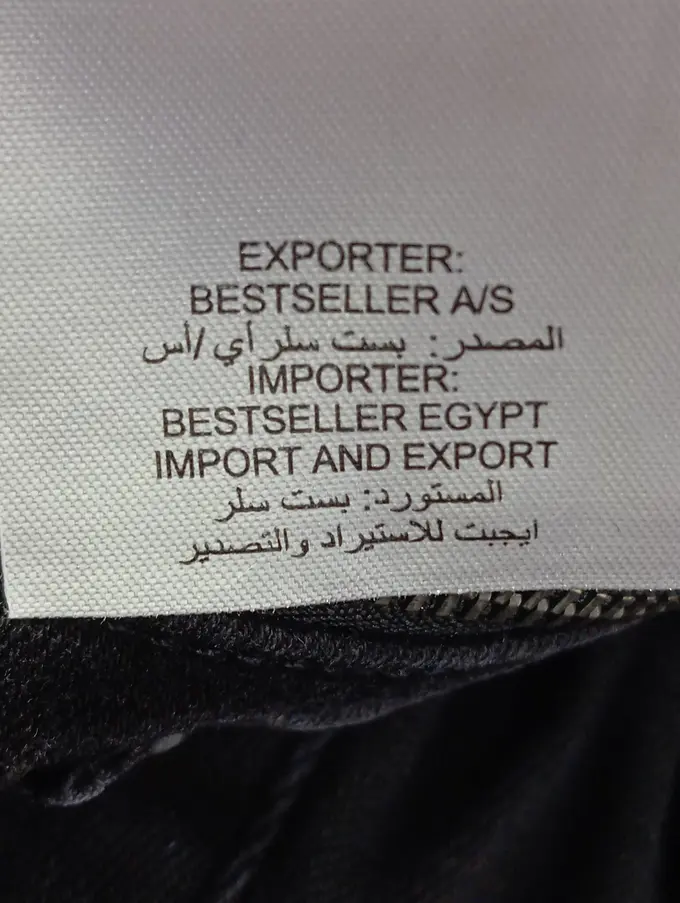 EXPORTER:
BESTSELLER A/S
المصدر: بست سلر أي /أس
IMPORTER:
BESTSELLER EGYPT
IMPORT AND EXPORT
المستورد: بست سلر
ايجبت للاستيراد والتصدير